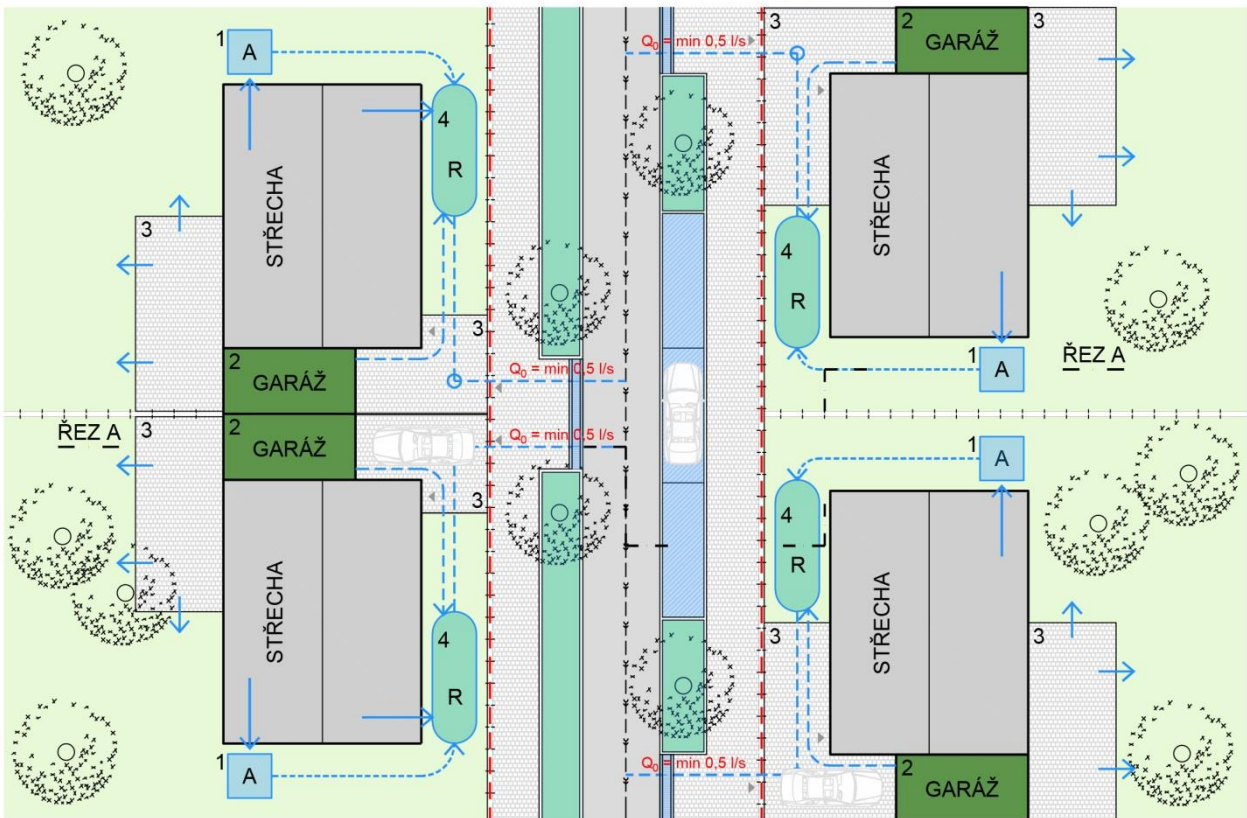 1
A
4
R
STŘECHA
3
2
GARÁŽ
3
Q₀ = min 0,5 l/s
3
2
GARÁŽ
3
Q₀ = min 0,5 l/s
4
R
STŘECHA
1
A
ŘEZ A
ŘEZ A
3
2
GARÁŽ
Q₀ = min 0,5 l/s
3
STŘECHA
4
R
1
A
1
A
4
R
STŘECHA
3
3
Q₀ = min 0,5 l/s
2
GARÁŽ